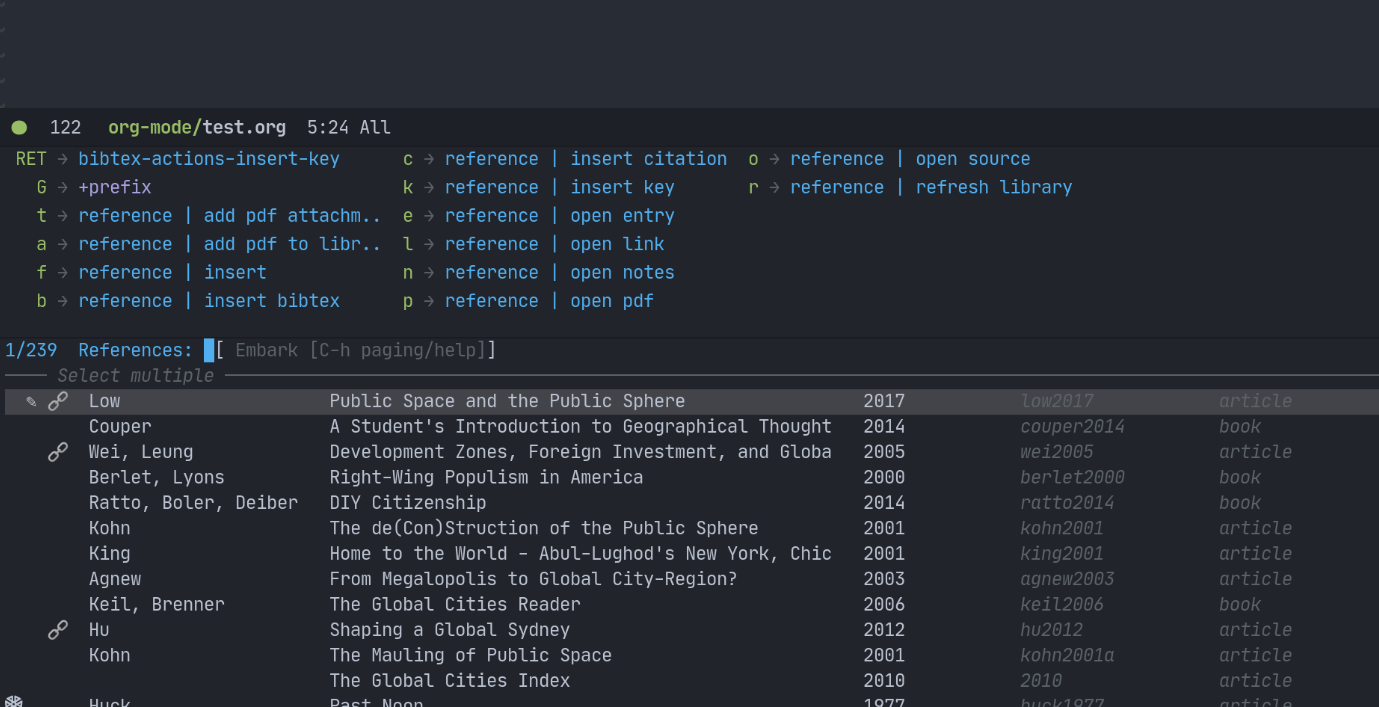 122 org-mode/test.org 5:24 All
RET → bibtex-actions-insert-key c → reference | insert citation o → reference | open source
G → +prefix k → reference | insert key r → reference | refresh library
t → reference | add pdf attachm.. e → reference | open entry
a → reference | add pdf to libr.. l → reference | open link
f → reference | insert n → reference | open notes
b → reference | insert bibtex p → reference | open pdf
1/239 References: [ Embark [C-h paging/help]]
Select multiple
Low Public Space and the Public Sphere 2017 low2017 article
Couper A Student's Introduction to Geographical Thought 2014 couper2014 book
Wei, Leung Development Zones, Foreign Investment, and Globa 2005 wei2005 article
Berlet, Lyons Right-Wing Populism in America 2000 berlet2000 book
Ratto, Boler, Deiber DIY Citizenship 2014 ratto2014 book
Kohn The de(Con)Struction of the Public Sphere 2001 kohn2001 article
King Home to the World - Abul-Lughod's New York, Chic 2001 king2001 article
Agnew From Megalopolis to Global City-Region? 2003 agnew2003 article
Keil, Brenner The Global Cities Reader 2006 keil2006 book
Hu Shaping a Global Sydney 2012 hu2012 article
Kohn The Mauling of Public Space 2001 kohn2001a article
The Global Cities Index 2010 2010 article
Huck Past Noon 1977 huck1977 article